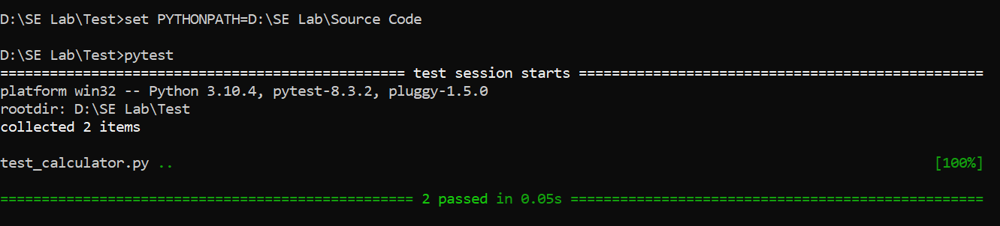 D:\SE Lab\Test>set PYTHONPATH=D:\SE Lab\Source Code
D:\SE Lab\Test>pytest
================================================= test session starts =================================================
platform win32 -- Python 3.10.4, pytest-8.3.2, pluggy-1.5.0
rootdir: D:\SE Lab\Test
collected 2 items
test_calculator.py .. [100%]
================================================== 2 passed in 0.05s ==================================================